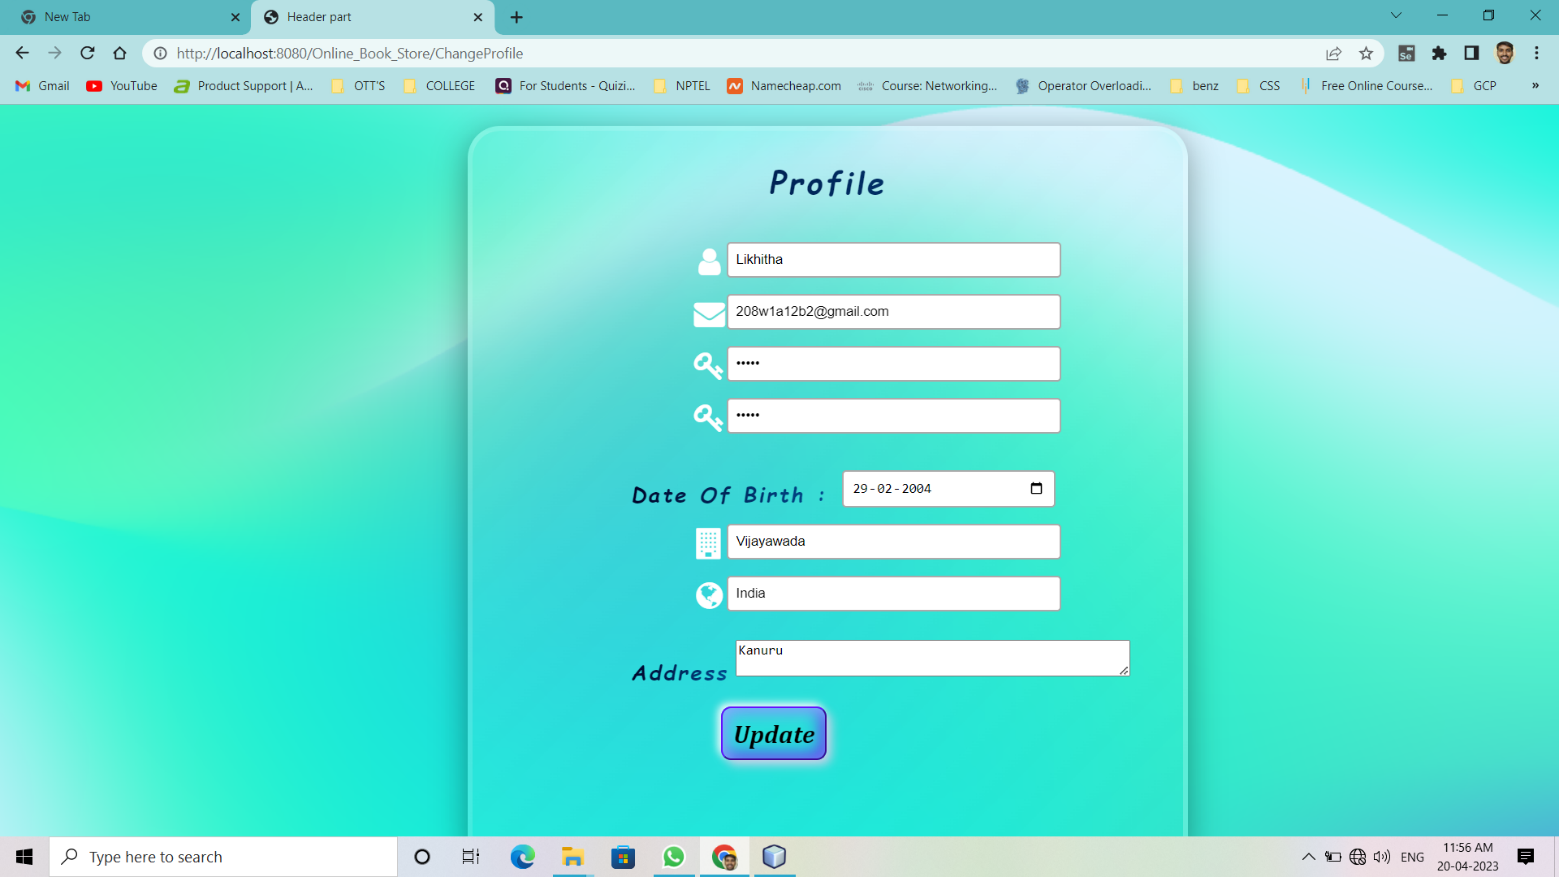 New Tab
Header part
http://localhost:8080/Online_Book_Store/ChangeProfile
Se
Gmail YouTube Product Support | A... OTT'S COLLEGE For Students - Quizi... NPTEL Namecheap.com Course: Networking... Operator Overloadi... benz CSS Free Online Course... GCP »
Profile
Likhitha
208w1a12b2@gmail.com
•••••
•••••
Date Of Birth : 29-02-2004
Vijayawada
India
Address Kanuru
Update
Type here to search
ENG
11:56 AM
20-04-2023